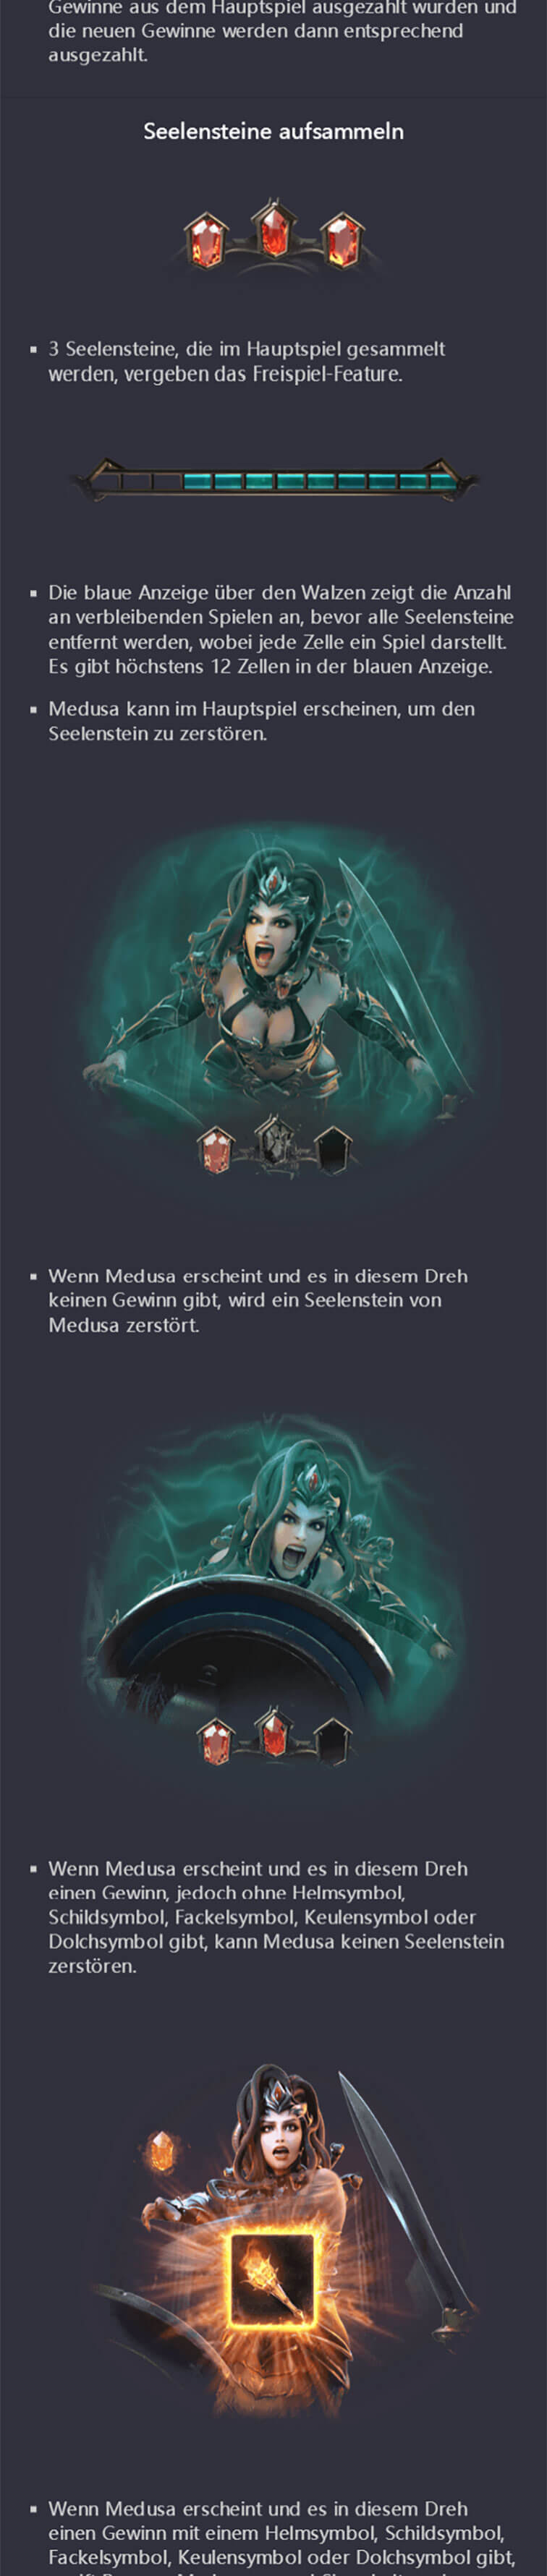 Gewinne aus dem Hauptspiel ausgezahlt wurden und
die neuen Gewinne werden dann entsprechend
ausgezahlt.
Seelensteine aufsammeln
▪ 3 Seelensteine, die im Hauptspiel gesammelt
werden, vergeben das Freispiel-Feature.
▪ Die blaue Anzeige über den Walzen zeigt die Anzahl
an verbleibenden Spielen an, bevor alle Seelensteine
entfernt werden, wobei jede Zelle ein Spiel darstellt.
Es gibt höchstens 12 Zellen in der blauen Anzeige.
▪ Medusa kann im Hauptspiel erscheinen, um den
Seelenstein zu zerstören.
▪ Wenn Medusa erscheint und es in diesem Dreh
keinen Gewinn gibt, wird ein Seelenstein von
Medusa zerstört.
▪ Wenn Medusa erscheint und es in diesem Dreh
einen Gewinn, jedoch ohne Helmsymbol,
Schildsymbol, Fackelsymbol, Keulensymbol oder
Dolchsymbol gibt, kann Medusa keinen Seelenstein
zerstören.
▪ Wenn Medusa erscheint und es in diesem Dreh
einen Gewinn mit einem Helmsymbol, Schildsymbol,
Fackelsymbol, Keulensymbol oder Dolchsymbol gibt,